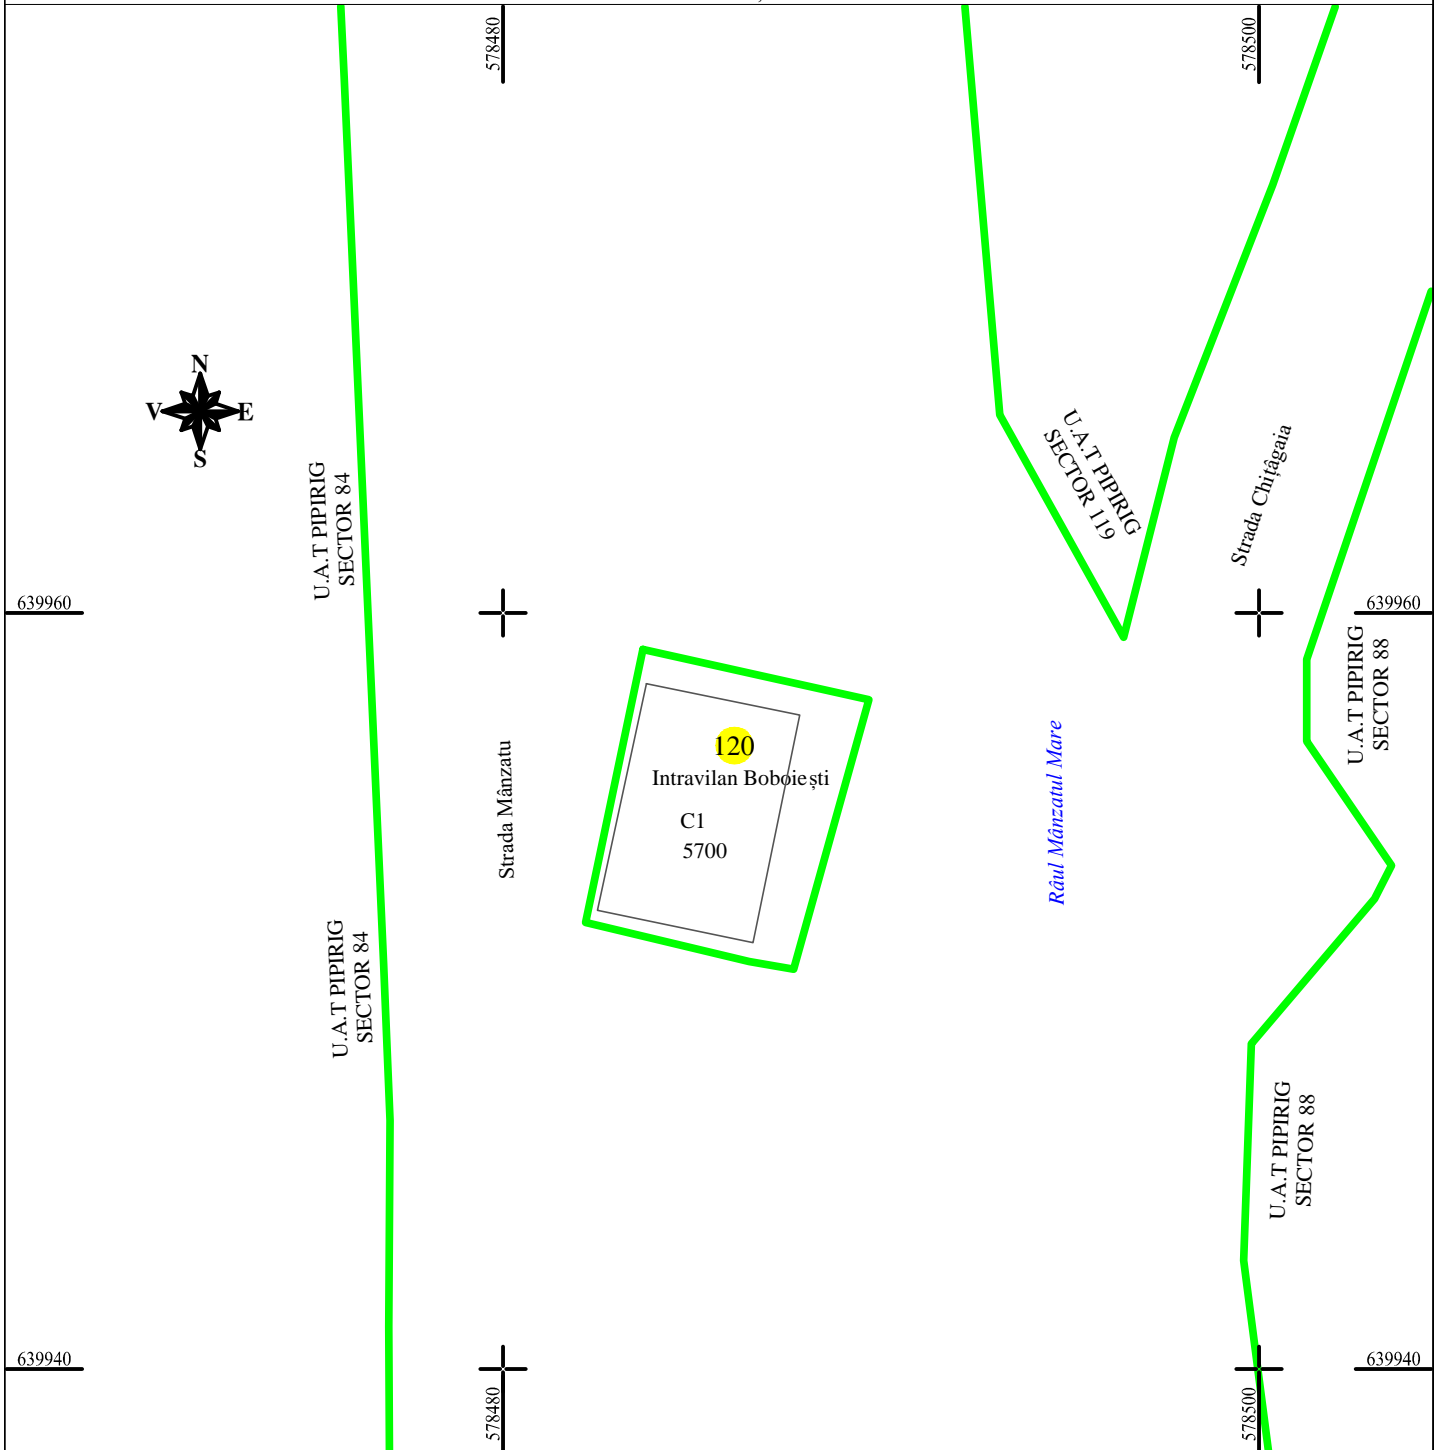 578480
578500
N
V E
S
U.A.T PIPIRIG
SECTOR 84
U.A.T PIPIRIG
SECTOR 119
Strada Chițâgaia
639960
639960
U.A.T PIPIRIG
SECTOR 88
Strada Mânzatu
120
Intravilan Boboiești
C1
5700
Râul Mânzatul Mare
U.A.T PIPIRIG
SECTOR 84
U.A.T PIPIRIG
SECTOR 88
639940
639940
578480
578500